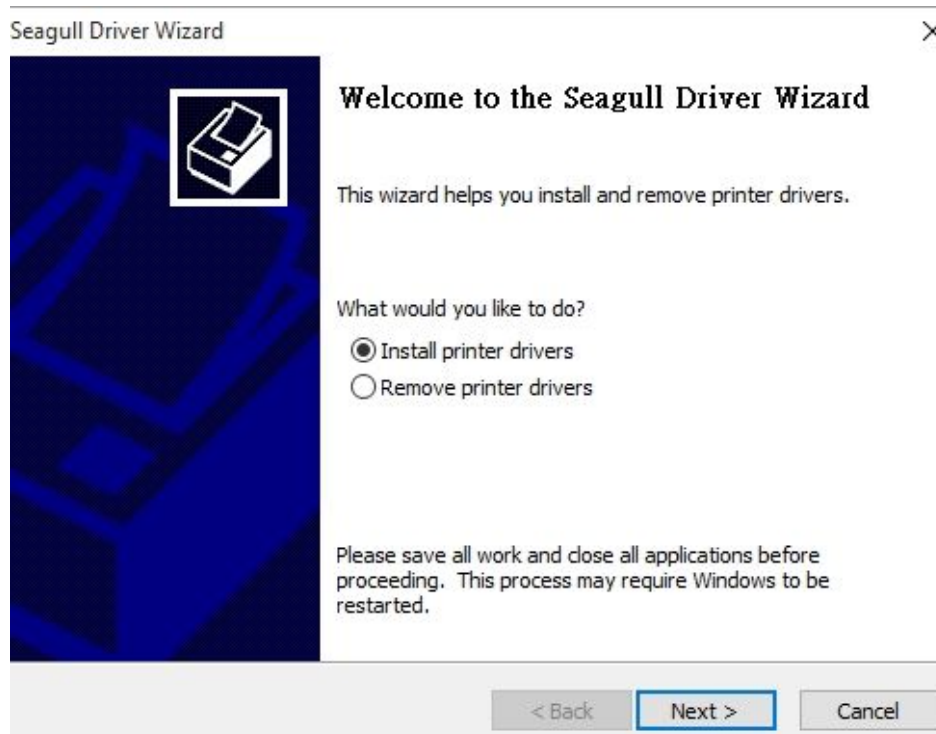 Seagull Driver Wizard
Welcome to the Seagull Driver Wizard
This wizard helps you install and remove printer drivers.
What would you like to do?
Install printer drivers
Remove printer drivers
Please save all work and close all applications before
proceeding.  This process may require Windows to be
restarted.
< Back
Next >
Cancel